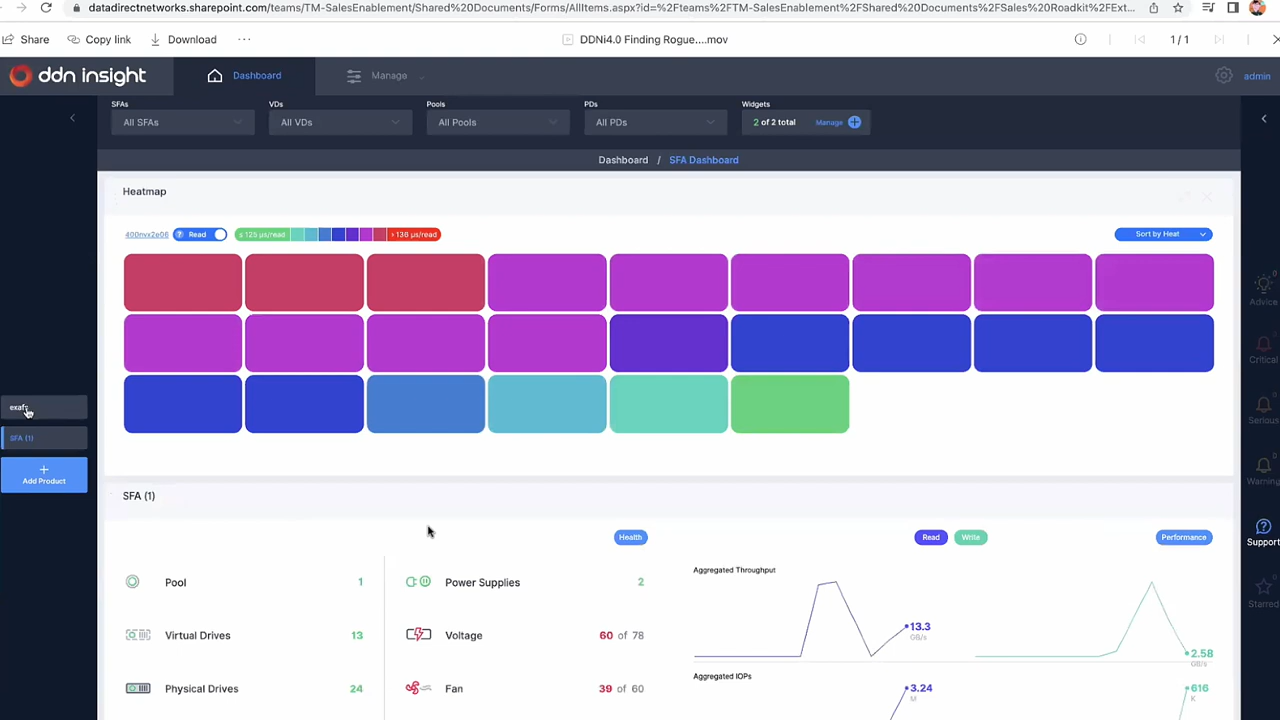 datadirectnetworks.sharepoint.com/teams/TM-SalesEnablement/Shared%20Documents/Forms/AllItems.aspx?id=%2Fteams%2FTM-SalesEnablement%2FShared%20Documents%2FSales%20Roadkit%2FExt...
Share Copy link Download ... DDNi4.0 Finding Rogue....mov 1/1
ddn insight Dashboard Manage admin
SFAs VDs Pools PDs Widgets
All SFAs All VDs All Pools All PDs 2 of 2 total Manage
Dashboard / SFA Dashboard
Heatmap
400nvx2e06 Read ≤ 125 µs/read > 136 µs/read Sort by Heat
Advice
Critical
exafs
Serious
SFA (1)
Add Product
Warning
SFA (1)
Health Read Write Performance
Support
Aggregated Throughput
Pool 1 Power Supplies 2
Starred
13.3
GB/s
Virtual Drives 13 Voltage 60 of 78
2.58
GB/s
Aggregated IOPs
Physical Drives 24 Fan 39 of 60 3.24 616
M K